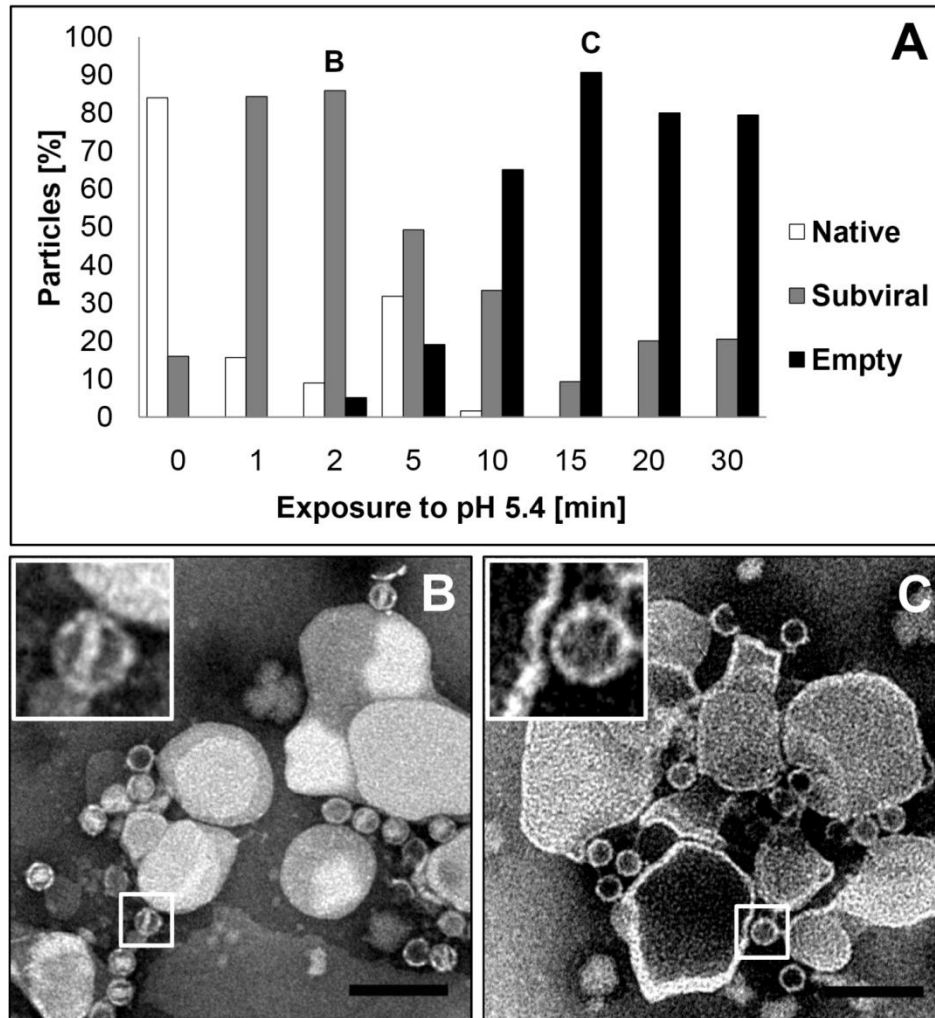 A
100
90
80
70
60
50
40
30
20
10
0
Particles [%]
B
C
Native
Subviral
Empty
0 1 2 5 10 15 20 30
Exposure to pH 5.4 [min]
B
C